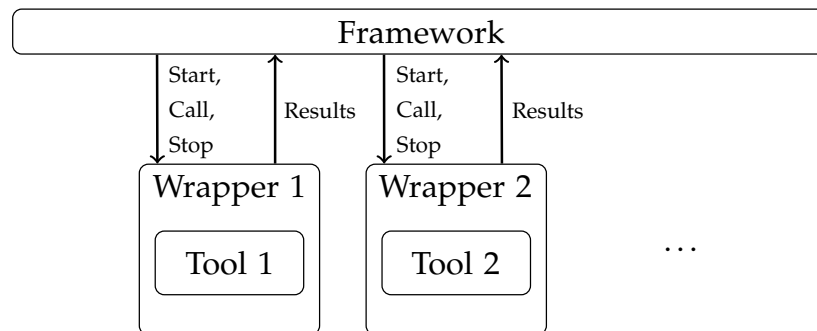 Framework
Start,
Call,
Stop
Results
Start,
Call,
Stop
Results
Wrapper 1
Wrapper 2
Tool 1
Tool 2
...